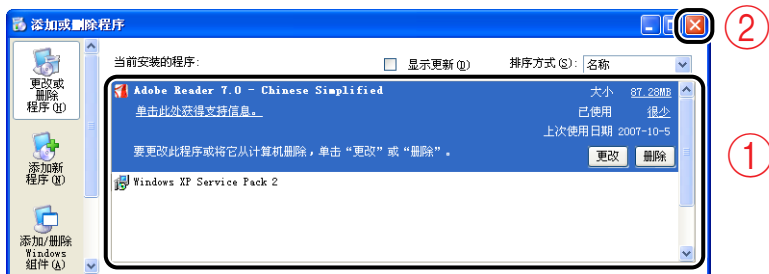 添加或删除程序
②
当前安装的程序:
显示更新(D)
排序方式(S):
名称
更改或
删除
程序(H)
Adobe Reader 7.0 - Chinese Simplified
大小 87.28MB
单击此处获得支持信息。
已使用 很少
上次使用日期 2007-10-5
要更改此程序或将它从计算机删除，单击“更改”或“删除”。
更改
删除
①
添加新
程序(N)
Windows XP Service Pack 2
添加/删除
Windows
组件(A)